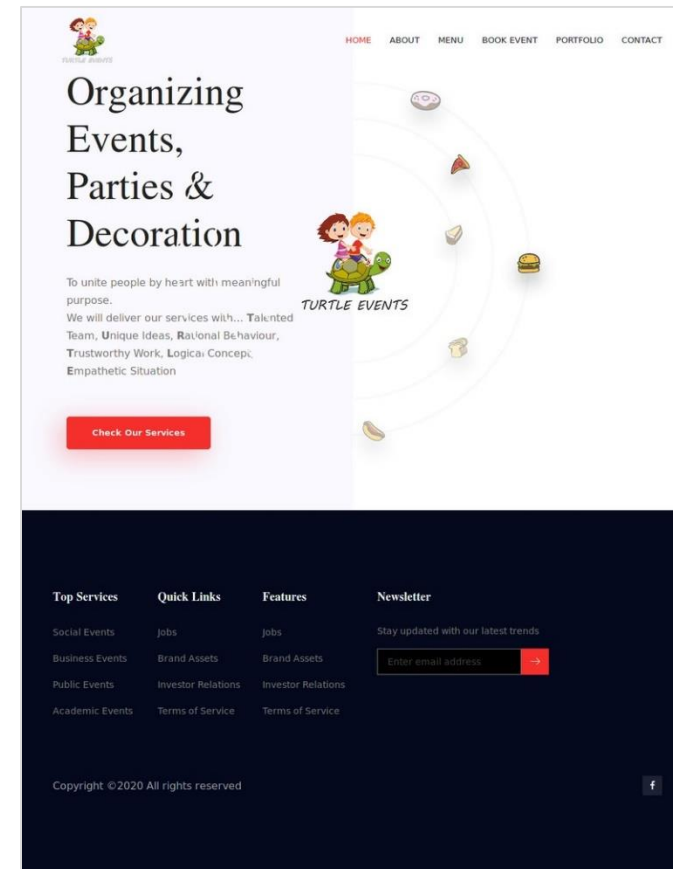 TURTLE EVENTS
HOME ABOUT MENU BOOK EVENT PORTFOLIO CONTACT
Organizing
Events,
Parties &
Decoration
To unite people by heart with meaningful
purpose.
We will deliver our services with... Talented
Team, Unique Ideas, Rational Behaviour,
Trustworthy Work, Logical Concept,
Empathetic Situation
Check Our Services
TURTLE EVENTS
Top Services
Social Events
Business Events
Public Events
Academic Events
Quick Links
Jobs
Brand Assets
Investor Relations
Terms of Service
Features
Jobs
Brand Assets
Investor Relations
Terms of Service
Newsletter
Stay updated with our latest trends
Enter email address →
Copyright ©2020 All rights reserved
f